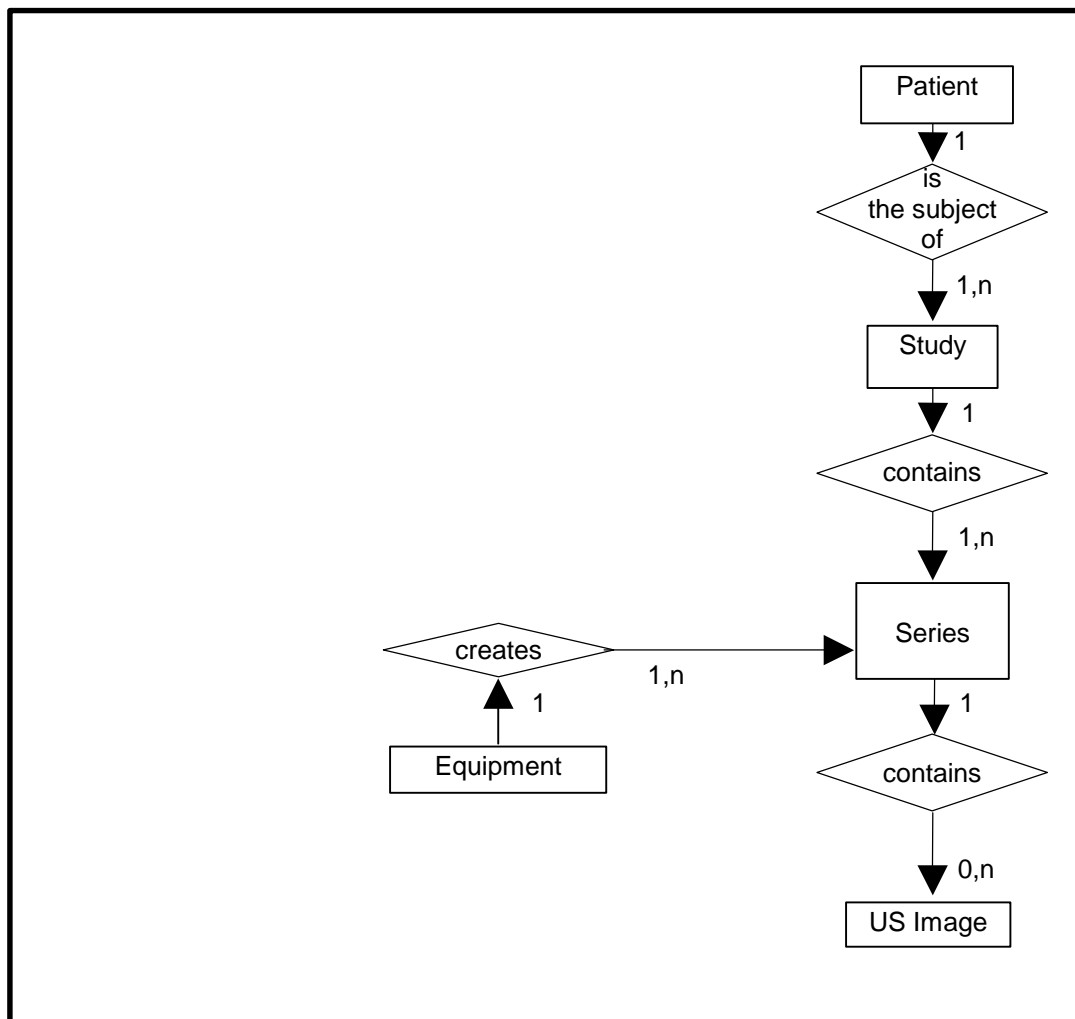 Patient
1
is
the subject
of
1,n
Study
1
contains
1,n
Series
creates
1,n
1
1
Equipment
contains
0,n
US Image